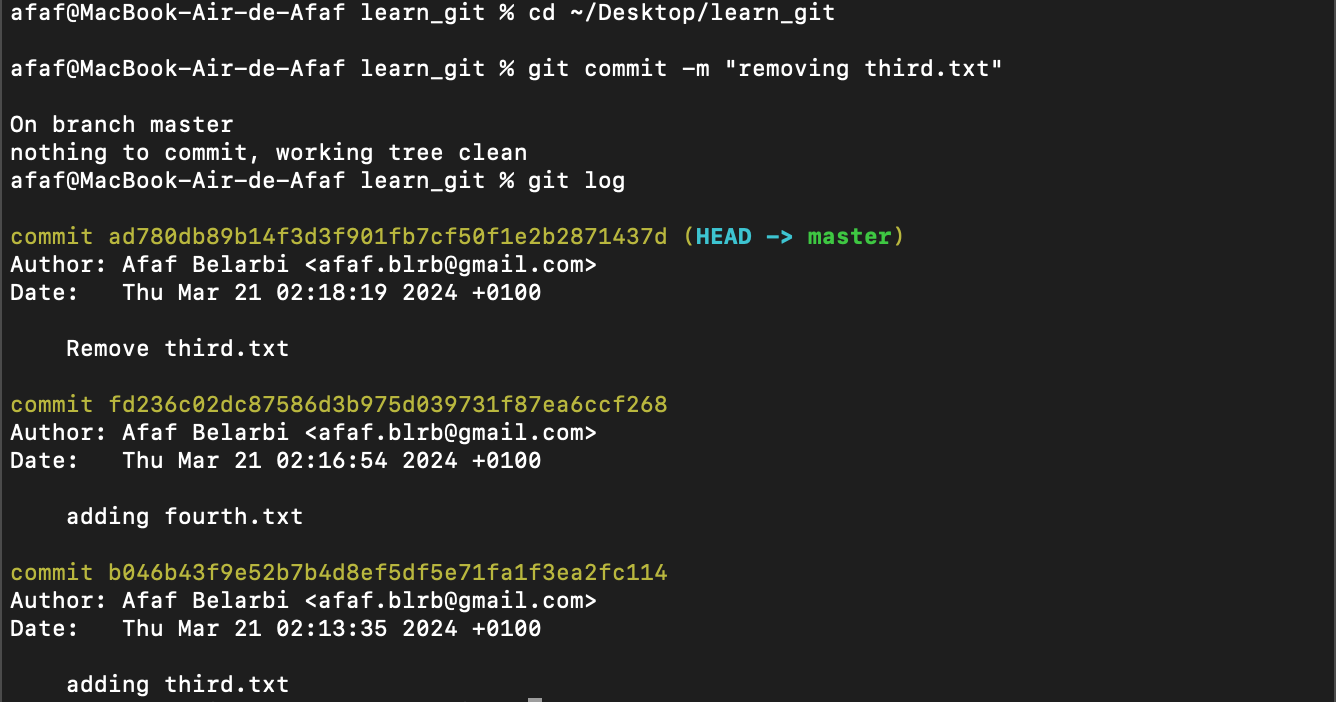 afaf@MacBook-Air-de-Afaf learn_git % cd ~/Desktop/learn_git
afaf@MacBook-Air-de-Afaf learn_git % git commit -m "removing third.txt"
On branch master
nothing to commit, working tree clean
afaf@MacBook-Air-de-Afaf learn_git % git log
commit ad780db89b14f3d3f901fb7cf50f1e2b2871437d (HEAD -> master)
Author: Afaf Belarbi <afaf.blrb@gmail.com>
Date:   Thu Mar 21 02:18:19 2024 +0100
    Remove third.txt
commit fd236c02dc87586d3b975d039731f87ea6ccf268
Author: Afaf Belarbi <afaf.blrb@gmail.com>
Date:   Thu Mar 21 02:16:54 2024 +0100
    adding fourth.txt
commit b046b43f9e52b7b4d8ef5df5e71fa1f3ea2fc114
Author: Afaf Belarbi <afaf.blrb@gmail.com>
Date:   Thu Mar 21 02:13:35 2024 +0100
    adding third.txt